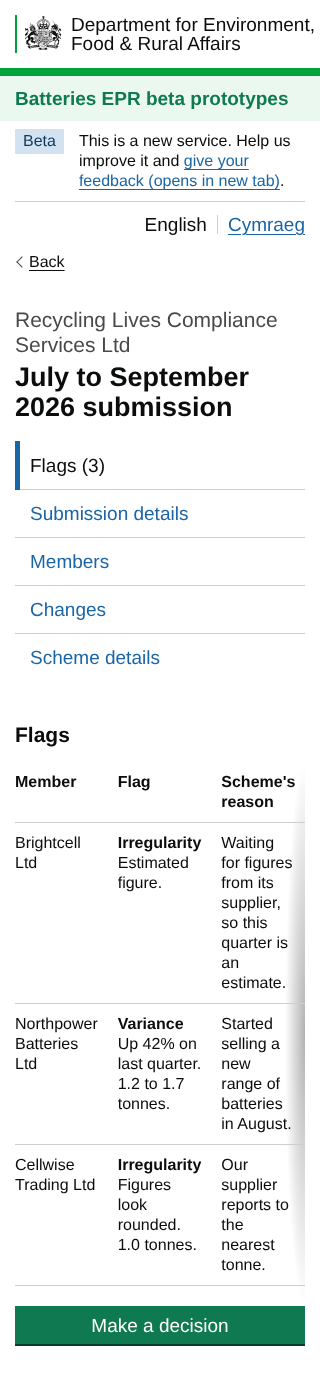 Department for Environment,
Food & Rural Affairs
Batteries EPR beta prototypes
Beta
This is a new service. Help us
improve it and give your
feedback (opens in new tab).
English
Cymraeg
Back
Recycling Lives Compliance
Services Ltd
July to September
2026 submission
Flags (3)
Submission details
Members
Changes
Scheme details
Flags
Member
Flag
Scheme's
reason
Brightcell
Ltd
Irregularity
Estimated
figure.
Waiting
for figures
from its
supplier,
so this
quarter is
an
estimate.
Northpower
Batteries
Ltd
Variance
Up 42% on
last quarter.
1.2 to 1.7
tonnes.
Started
selling a
new
range of
batteries
in August.
Cellwise
Trading Ltd
Irregularity
Figures
look
rounded.
1.0 tonnes.
Our
supplier
reports to
the
nearest
tonne.
Make a decision